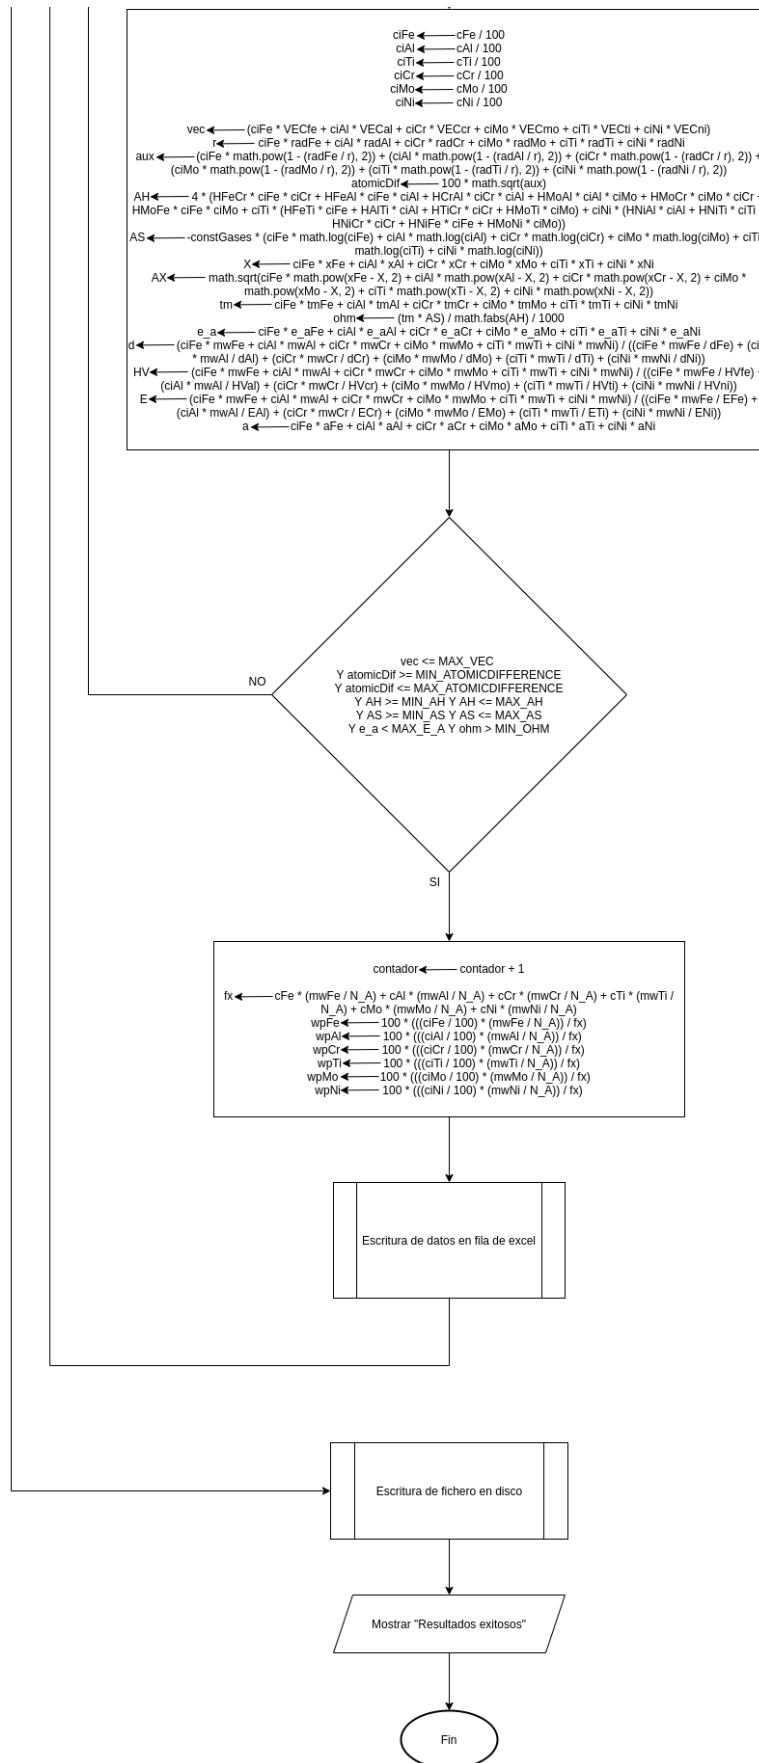 ciFe cFe / 100
ciAl cAl / 100
ciTi cTi / 100
ciCr cCr / 100
ciMo cMo / 100
ciNi cNi / 100
vec (ciFe * VECfe + ciAl * VECal + ciCr * VECcr + ciMo * VECmo + ciTi * VECti + ciNi * VECni)
r ciFe * radFe + ciAl * radAl + ciCr * radCr + ciMo * radMo + ciTi * radTi + ciNi * radNi
aux (ciFe * math.pow(1 - (radFe / r), 2)) + (ciAl * math.pow(1 - (radAl / r), 2)) + (ciCr * math.pow(1 - (radCr / r), 2)) +
(ciMo * math.pow(1 - (radMo / r), 2)) + (ciTi * math.pow(1 - (radTi / r), 2)) + (ciNi * math.pow(1 - (radNi / r), 2))
atomicDif 100 * math.sqrt(aux)
AH 4 * (HFeCr * ciFe * ciCr + HFeAl * ciFe * ciAl + HCrAl * ciCr * ciAl + HMoAl * ciAl * ciMo + HMoCr * ciMo * ciCr +
HMoFe * ciFe * ciMo + ciTi * (HFeTi * ciFe + HAlTi * ciAl + HTiCr * ciCr + HMoTi * ciMo) + ciNi * (HNiAl * ciAl + HNiTi * ciTi
HNiCr * ciCr + HNiFe * ciFe + HMoNi * ciMo))
AS -constGases * (ciFe * math.log(ciFe) + ciAl * math.log(ciAl) + ciCr * math.log(ciCr) + ciMo * math.log(ciMo) + ciTi
math.log(ciTi) + ciNi * math.log(ciNi))
X ciFe * xFe + ciAl * xAl + ciCr * xCr + ciMo * xMo + ciTi * xTi + ciNi * xNi
AX math.sqrt(ciFe * math.pow(xFe - X, 2) + ciAl * math.pow(xAl - X, 2) + ciCr * math.pow(xCr - X, 2) + ciMo *
math.pow(xMo - X, 2) + ciTi * math.pow(xTi - X, 2) + ciNi * math.pow(xNi - X, 2))
tm ciFe * tmFe + ciAl * tmAl + ciCr * tmCr + ciMo * tmMo + ciTi * tmTi + ciNi * tmNi
ohm (tm * AS) / math.fabs(AH) / 1000
e_a ciFe * e_aFe + ciAl * e_aAl + ciCr * e_aCr + ciMo * e_aMo + ciTi * e_aTi + ciNi * e_aNi
d (ciFe * mwFe + ciAl * mwAl + ciCr * mwCr + ciMo * mwMo + ciTi * mwTi + ciNi * mwNi) / ((ciFe * mwFe / dFe) + (ci
* mwAl / dAl) + (ciCr * mwCr / dCr) + (ciMo * mwMo / dMo) + (ciTi * mwTi / dTi) + (ciNi * mwNi / dNi))
HV (ciFe * mwFe + ciAl * mwAl + ciCr * mwCr + ciMo * mwMo + ciTi * mwTi + ciNi * mwNi) / ((ciFe * mwFe / HVfe) +
(ciAl * mwAl / HVal) + (ciCr * mwCr / HVcr) + (ciMo * mwMo / HVmo) + (ciTi * mwTi / HVti) + (ciNi * mwNi / HVni))
E (ciFe * mwFe + ciAl * mwAl + ciCr * mwCr + ciMo * mwMo + ciTi * mwTi + ciNi * mwNi) / ((ciFe * mwFe / EFe) +
(ciAl * mwAl / EAl) + (ciCr * mwCr / ECr) + (ciMo * mwMo / EMo) + (ciTi * mwTi / ETi) + (ciNi * mwNi / ENi))
a ciFe * aFe + ciAl * aAl + ciCr * aCr + ciMo * aMo + ciTi * aTi + ciNi * aNi
vec <= MAX_VEC
Y atomicDif >= MIN_ATOMICDIFFERENCE
Y atomicDif <= MAX_ATOMICDIFFERENCE
Y AH >= MIN_AH Y AH <= MAX_AH
Y AS >= MIN_AS Y AS <= MAX_AS
Y e_a < MAX_E_A Y ohm > MIN_OHM
NO
SI
contador contador + 1
fx cFe * (mwFe / N_A) + cAl * (mwAl / N_A) + cCr * (mwCr / N_A) + cTi * (mwTi /
N_A) + cMo * (mwMo / N_A) + cNi * (mwNi / N_A)
wpFe 100 * (((ciFe / 100) * (mwFe / N_A)) / fx)
wpAl 100 * (((ciAl / 100) * (mwAl / N_A)) / fx)
wpCr 100 * (((ciCr / 100) * (mwCr / N_A)) / fx)
wpTi 100 * (((ciTi / 100) * (mwTi / N_A)) / fx)
wpMo 100 * (((ciMo / 100) * (mwMo / N_A)) / fx)
wpNi 100 * (((ciNi / 100) * (mwNi / N_A)) / fx)
Escritura de datos en fila de excel
Escritura de fichero en disco
Mostrar "Resultados exitosos"
Fin